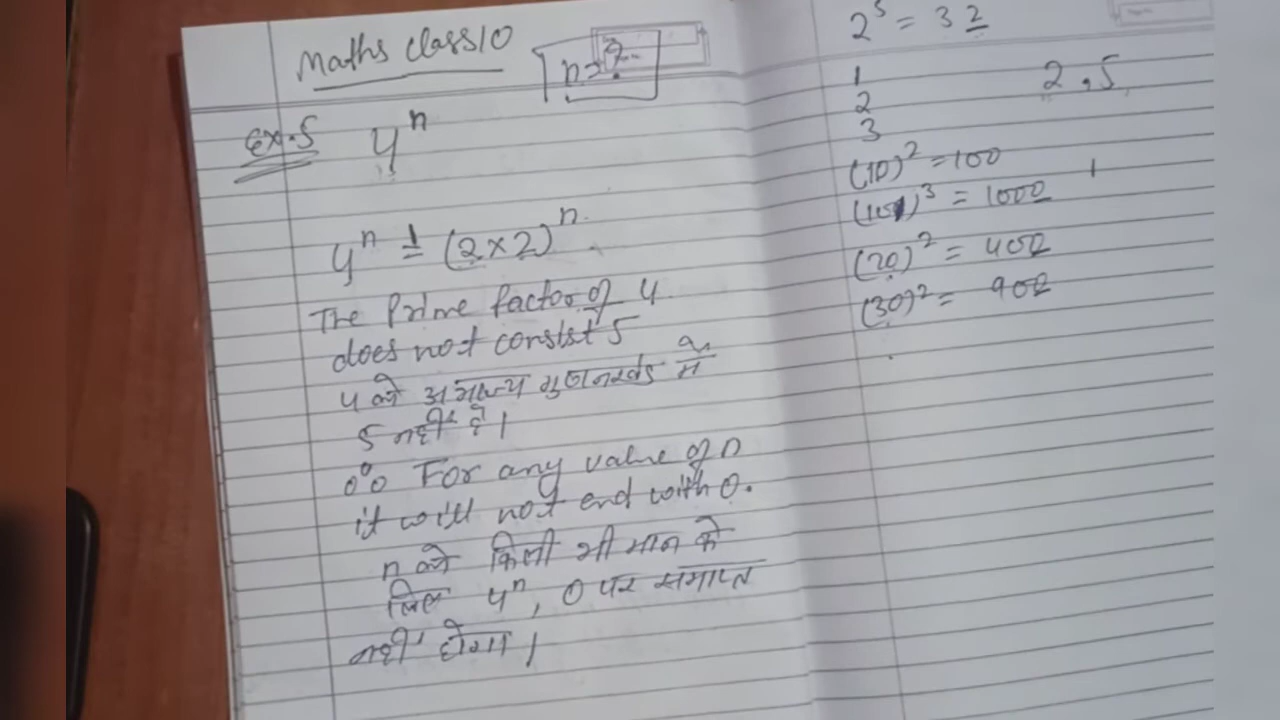 Maths class 10
n=?
Ex.5 4ⁿ
4ⁿ = (2×2)ⁿ
The Prime factor of 4
does not consist 5
4 के अभाज्य गुणनखंड में
5 नहीं है।
∴ For any value of n
it will not end with 0.
n के किसी भी मान के
लिए 4ⁿ, 0 पर समाप्त
नहीं होगा।
2⁵ = 32
1 2.5
2
3
(10)² = 100
(10)³ = 1000
(20)² = 400
(30)² = 900